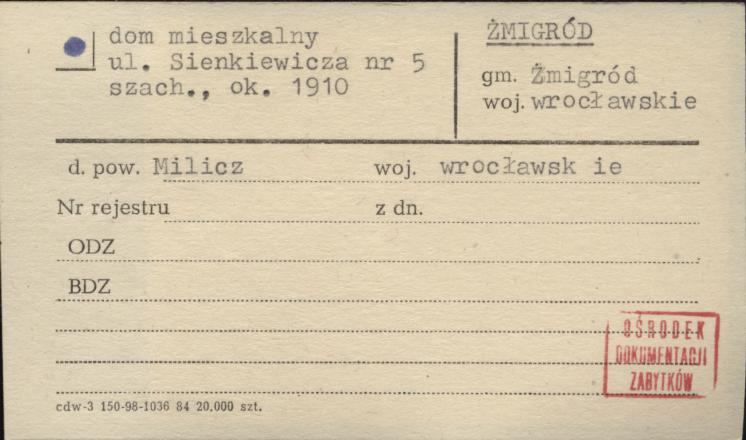 dom mieszkalny
ul. Sienkiewicza nr 5
szach., ok. 1910
ŻMIGRÓD
gm. Żmigród
woj. wrocławskie
d. pow. Milicz woj. wrocławsk ie
Nr rejestru z dn.
ODZ
BDZ
OŚRODEK
DOKUMENTACJI
ZABYTKÓW
cdw-3 150-98-1036 84 20.000 szt.